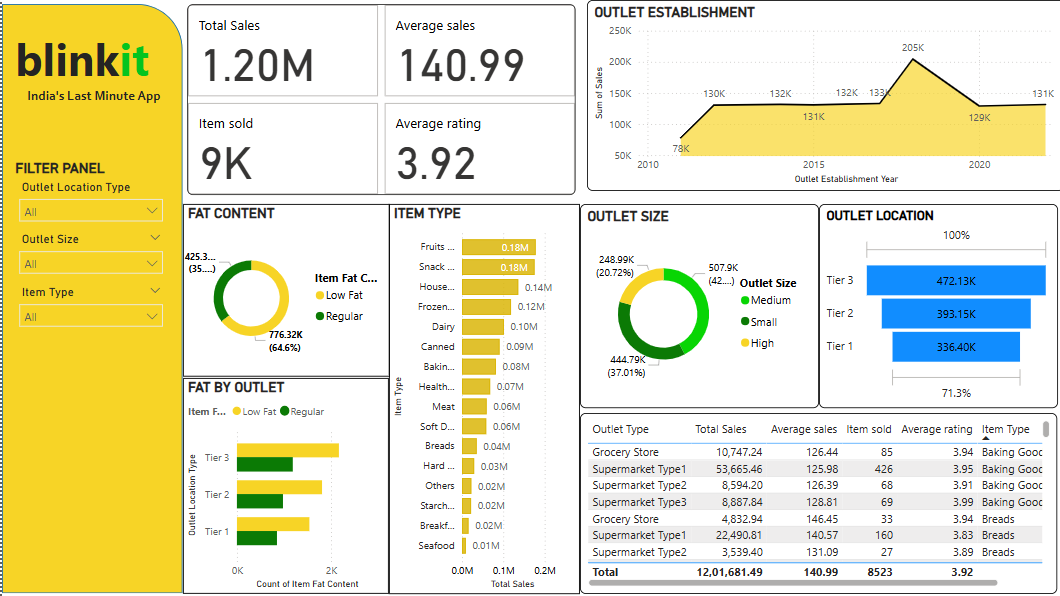 blinkit
India's Last Minute App
FILTER PANEL
Outlet Location Type
All
Outlet Size
All
Item Type
All
Total Sales
1.20M
Average sales
140.99
Item sold
9K
Average rating
3.92
OUTLET ESTABLISHMENT
250K
200K
150K
100K
50K
Sum of Sales
78K
130K
132K
131K
132K
133K
205K
129K
131K
2010
2015
2020
Outlet Establishment Year
FAT CONTENT
425.3...
(35....)
776.32K
(64.6%)
Item Fat C...
Low Fat
Regular
FAT BY OUTLET
Item F...
Low Fat
Regular
Outlet Location Type
Tier 3
Tier 2
Tier 1
0K
2K
Count of Item Fat Content
ITEM TYPE
Item Type
Fruits ... 0.18M
Snack ... 0.18M
House... 0.14M
Frozen... 0.12M
Dairy 0.10M
Canned 0.09M
Bakin... 0.08M
Health... 0.07M
Meat 0.06M
Soft D... 0.06M
Breads 0.04M
Hard ... 0.03M
Others 0.02M
Starch... 0.02M
Breakf... 0.02M
Seafood 0.01M
0.0M 0.1M 0.2M
Total Sales
OUTLET SIZE
248.99K
(20.72%)
507.9K
(42....)
444.79K
(37.01%)
Outlet Size
Medium
Small
High
OUTLET LOCATION
100%
Tier 3 472.13K
Tier 2 393.15K
Tier 1 336.40K
71.3%
Outlet Type Total Sales Average sales Item sold Average rating Item Type
Grocery Store 10,747.24 126.44 85 3.94 Baking Good
Supermarket Type1 53,665.46 125.98 426 3.95 Baking Good
Supermarket Type2 8,594.20 126.39 68 3.91 Baking Good
Supermarket Type3 8,887.84 128.81 69 3.99 Baking Good
Grocery Store 4,832.94 146.45 33 3.94 Breads
Supermarket Type1 22,490.81 140.57 160 3.83 Breads
Supermarket Type2 3,539.40 131.09 27 3.89 Breads
Total 12,01,681.49 140.99 8523 3.92